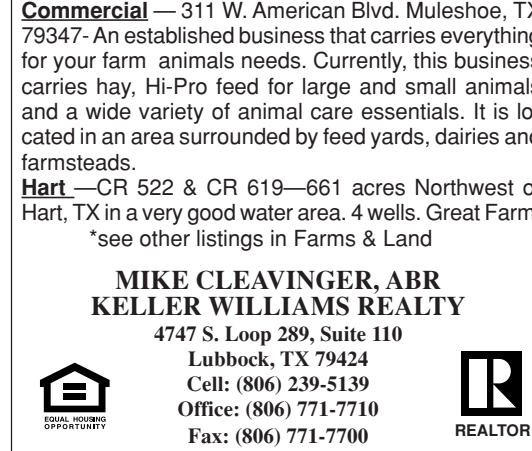 Commercial — 311 W. American Blvd. Muleshoe, TX
79347- An established business that carries everything
for your farm animals needs. Currently, this business
carries hay, Hi-Pro feed for large and small animals
and a wide variety of animal care essentials. It is lo-
cated in an area surrounded by feed yards, dairies and
farmsteads.
Hart —CR 522 & CR 619—661 acres Northwest of
Hart, TX in a very good water area. 4 wells. Great Farm
*see other listings in Farms & Land
MIKE CLEAVINGER, ABR
KELLER WILLIAMS REALTY
4747 S. Loop 289, Suite 110
Lubbock, TX 79424
Cell: (806) 239-5139
Office: (806) 771-7710
Fax: (806) 771-7700
EQUAL HOUSING
OPPORTUNITY
R
REALTOR